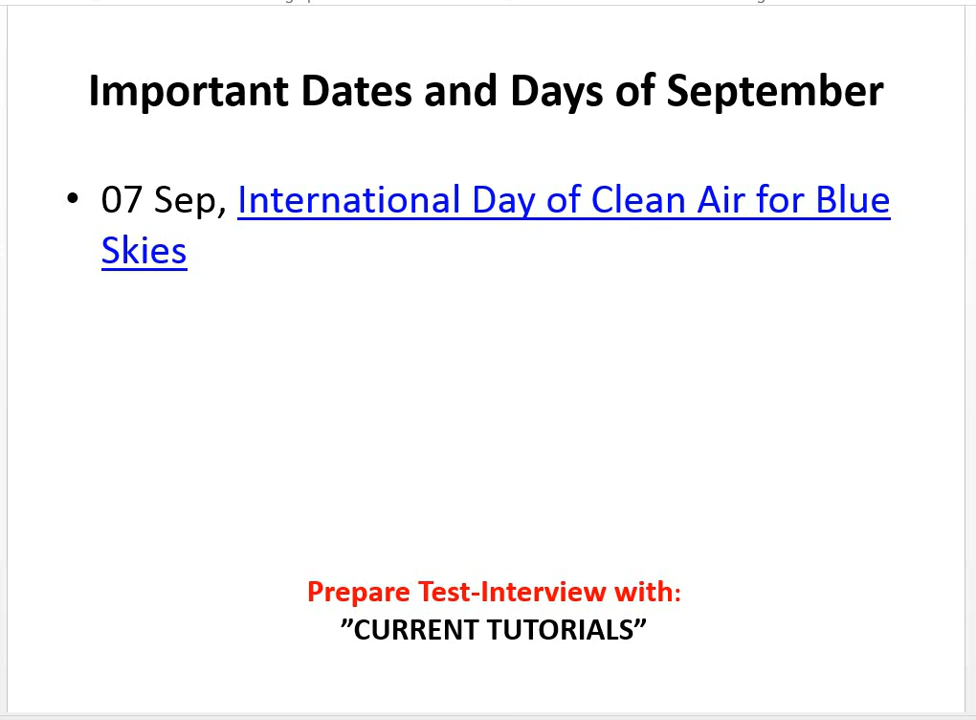 Important Dates and Days of September
• 07 Sep, International Day of Clean Air for Blue
Skies
Prepare Test-Interview with:
”CURRENT TUTORIALS”